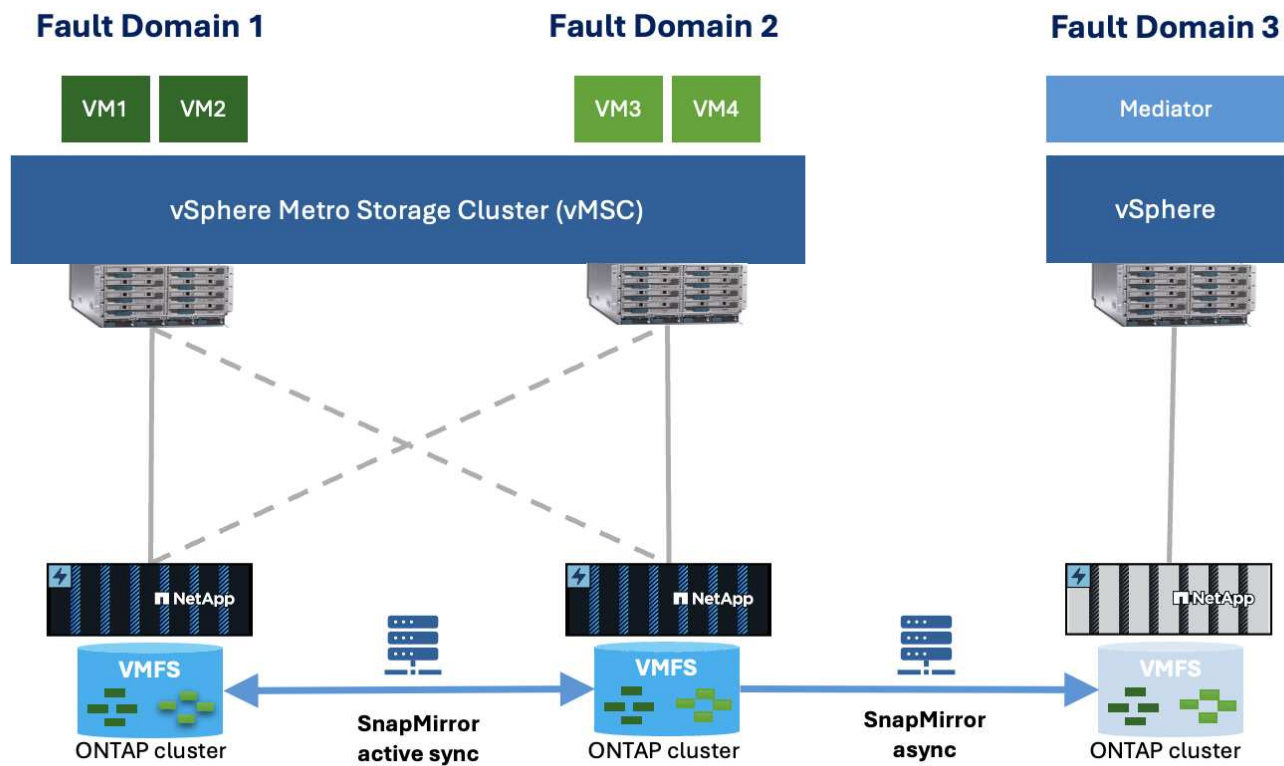 Fault Domain 1
Fault Domain 2
Fault Domain 3
VM1
VM2
VM3
VM4
Mediator
vSphere Metro Storage Cluster (vMSC)
vSphere
NetApp
NetApp
NetApp
VMFS
VMFS
VMFS
SnapMirror
active sync
SnapMirror
async
ONTAP cluster
ONTAP cluster
ONTAP cluster